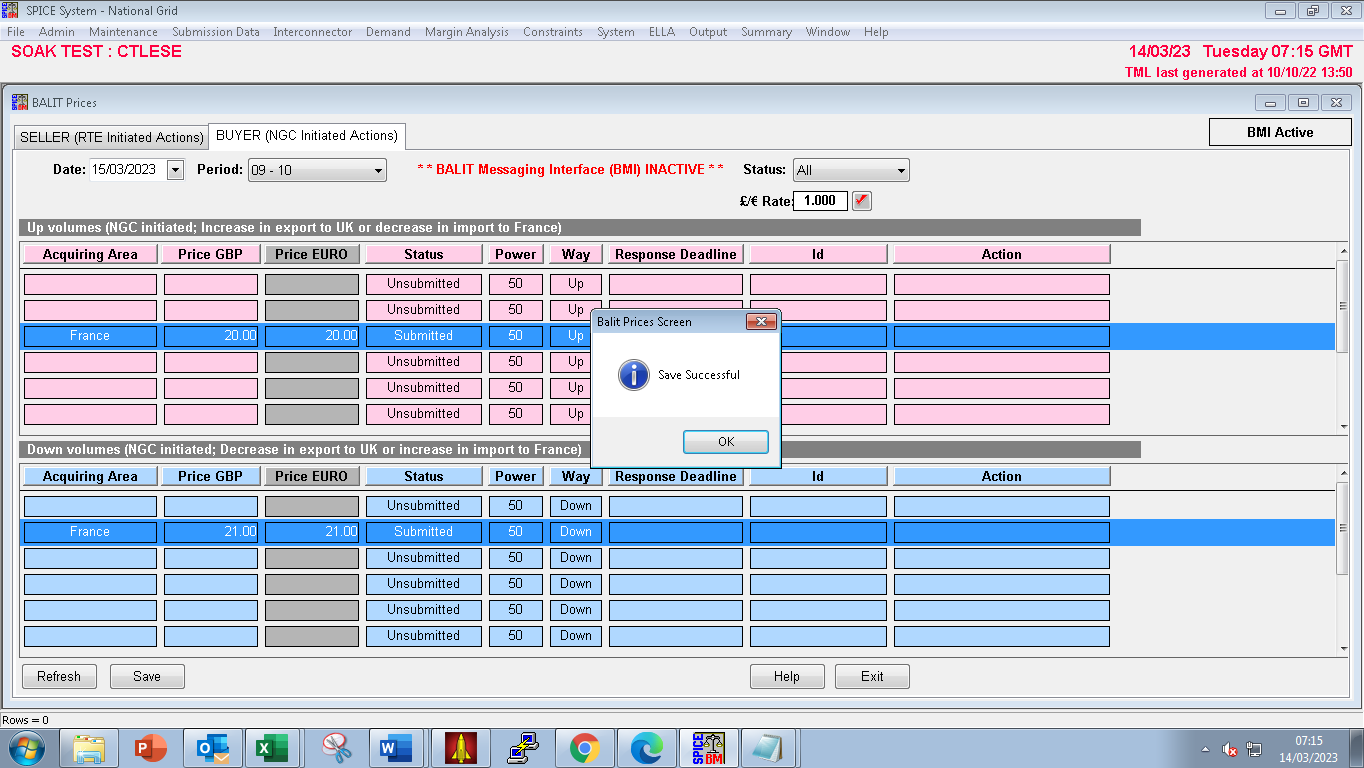 SPICE System - National Grid
File Admin Maintenance Submission Data Interconnector Demand Margin Analysis Constraints System ELLA Output Summary Window Help
SOAK TEST : CTLESE 14/03/23 Tuesday 07:15 GMT
TML last generated at 10/10/22 13:50
BALIT Prices
SELLER (RTE Initiated Actions) BUYER (NGC Initiated Actions) BMI Active
Date: 15/03/2023 Period: 09 - 10 * * BALIT Messaging Interface (BMI) INACTIVE * * Status: All
£/€ Rate: 1.000
Up volumes (NGC initiated; Increase in export to UK or decrease in import to France)
Acquiring Area Price GBP Price EURO Status Power Way Response Deadline Id Action
Unsubmitted 50 Up
Unsubmitted 50 Up
France 20.00 20.00 Submitted 50 Up
Unsubmitted 50 Up
Unsubmitted 50 Up
Unsubmitted 50 Up
Balit Prices Screen
Save Successful
OK
Down volumes (NGC initiated; Decrease in export to UK or increase in import to France)
Acquiring Area Price GBP Price EURO Status Power Way Response Deadline Id Action
Unsubmitted 50 Down
France 21.00 21.00 Submitted 50 Down
Unsubmitted 50 Down
Unsubmitted 50 Down
Unsubmitted 50 Down
Unsubmitted 50 Down
Refresh Save Help Exit
Rows = 0
SPICE BMI
07:15
14/03/2023